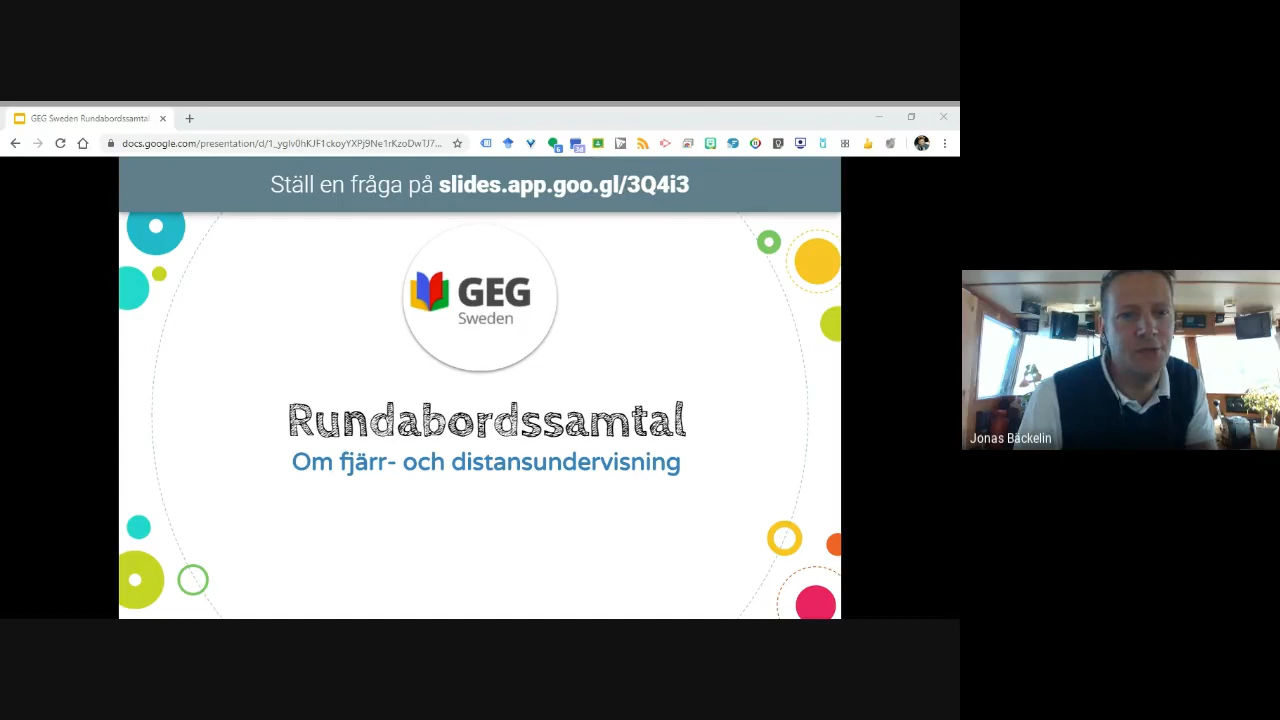 GEG Sweden Rundabordssamtal
docs.google.com/presentation/d/1_yglv0hKJF1ckoyYXPj9Ne1rKzoDwTJ7...
Ställ en fråga på slides.app.goo.gl/3Q4i3
GEG
Sweden
Rundabordssamtal
Om fjärr- och distansundervisning
Jonas Bäckelin